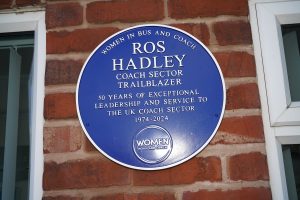 WOMEN IN BUS AND COACH
ROS
HADLEY
COACH SECTOR
TRAILBLAZER
50 YEARS OF EXCEPTIONAL
LEADERSHIP AND SERVICE TO
THE UK COACH SECTOR
1974-2024
WOMEN